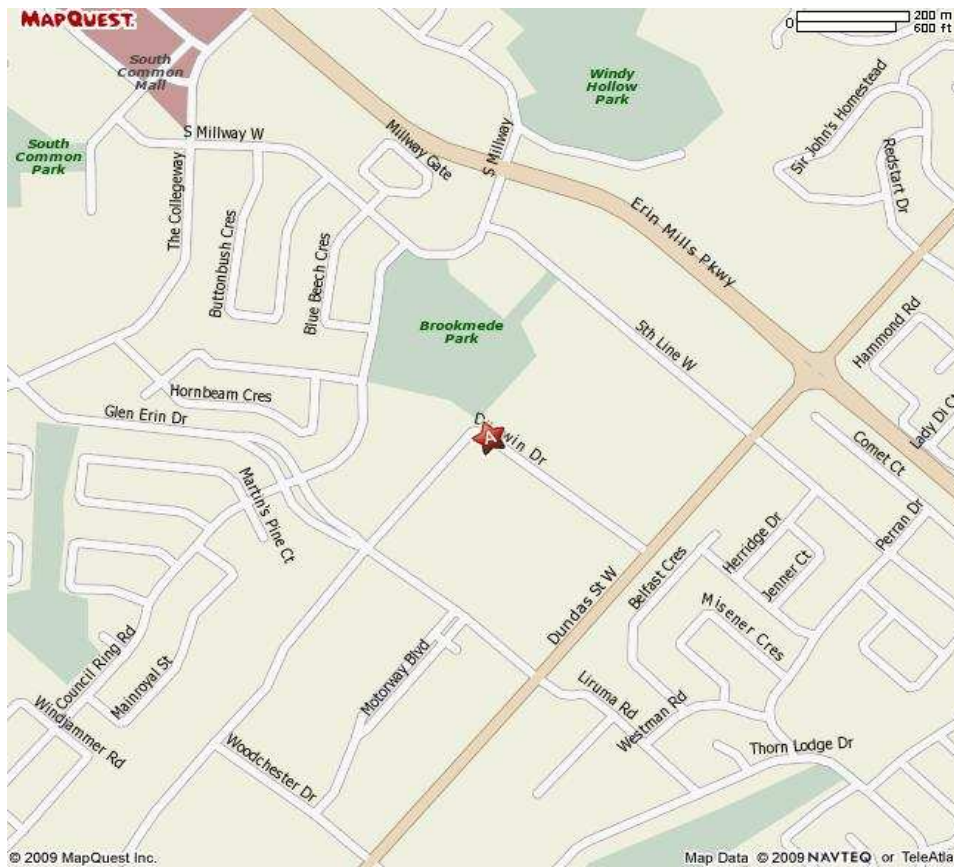 MAPQUEST.
0
200 m
600 ft
South
Common
Mall
Windy
Hollow
Park
S Millway W
South
Common
Park
Millway Gate
S Millway
Sir John's Homestead
Redstart Dr
The Collegeway
Buttonbush Cres
Blue Beech Cres
Erin Mills Pkwy
Brookmede
Park
5th Line W
Hammond Rd
Hornbeam Cres
Glen Erin Dr
A
Dr
Lady Di
Comet Ct
Martin's Pine Ct
Perran Dr
Herridge Dr
Jenner Ct
Belfast Cres
Dundas St W
Misener Cres
Council Ring Rd
Mainroyal St
Motorway Blvd
Liruma Rd
Westman Rd
Windjammer Rd
Woodchester Dr
Thorn Lodge Dr
© 2009 MapQuest Inc.
Map Data © 2009 NAVTEQ or TeleAtla